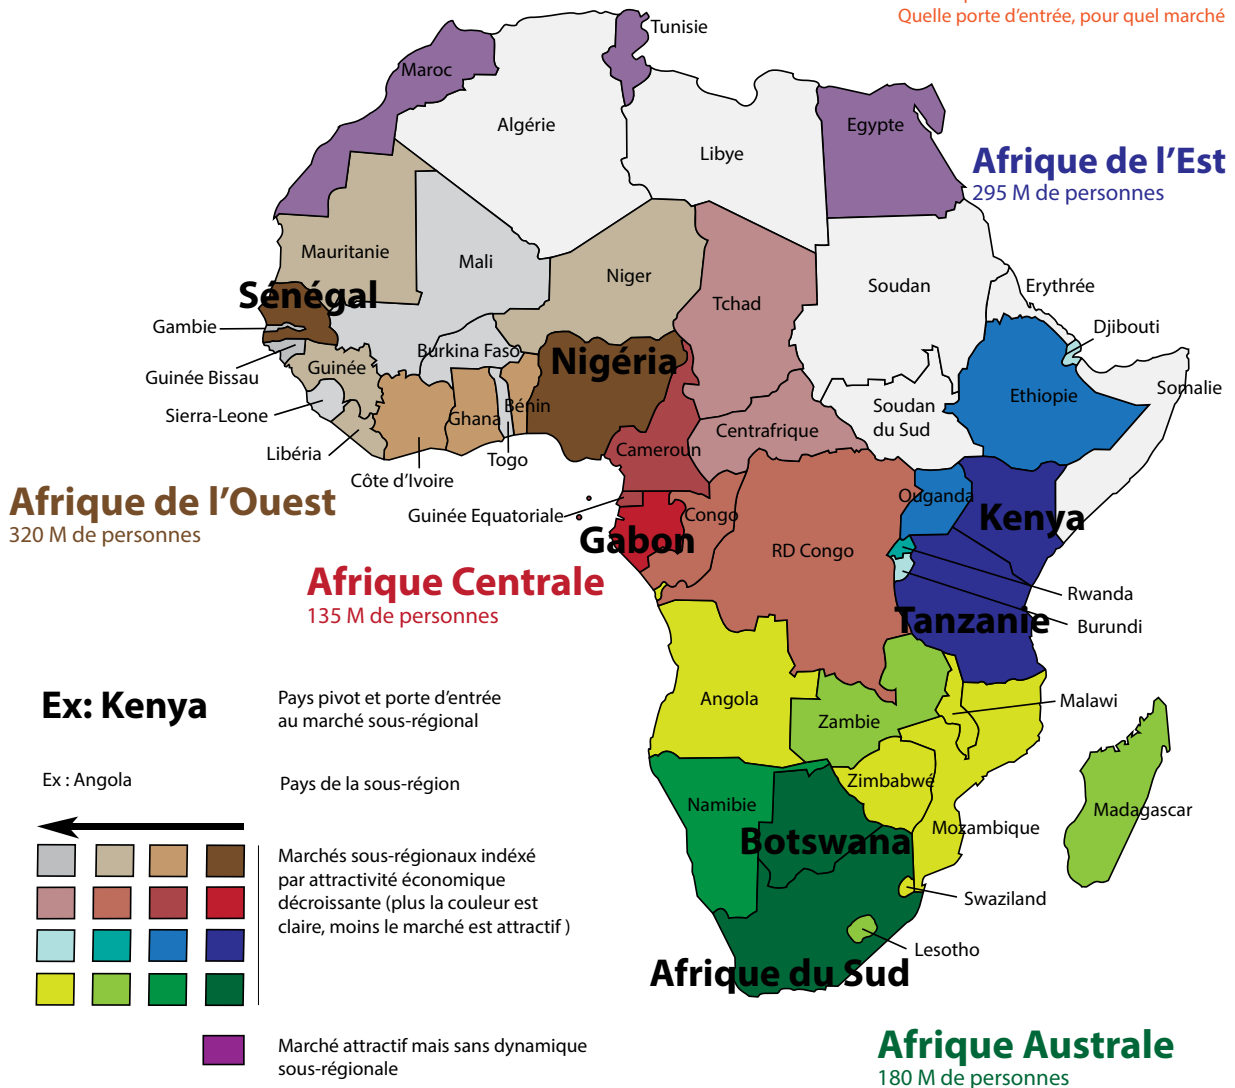 Quelle porte d'entrée, pour quel marché
Tunisie
Maroc
Algérie
Libye
Egypte
Afrique de l'Est
295 M de personnes
Mauritanie
Mali
Niger
Tchad
Soudan
Erythrée
Sénégal
Gambie
Djibouti
Guinée Bissau
Guinée
Burkina Faso
Nigéria
Ethiopie
Somalie
Sierra-Leone
Ghana
Bénin
Soudan
du Sud
Centrafrique
Cameroun
Libéria
Togo
Côte d'Ivoire
Afrique de l'Ouest
320 M de personnes
Guinée Equatoriale
Congo
Ouganda
Kenya
Gabon
RD Congo
Afrique Centrale
135 M de personnes
Rwanda
Tanzanie
Burundi
Ex: Kenya
Pays pivot et porte d'entrée
au marché sous-régional
Angola
Zambie
Malawi
Ex : Angola
Pays de la sous-région
Zimbabwé
Namibie
Madagascar
Mozambique
Botswana
Marchés sous-régionaux indéxé
par attractivité économique
décroissante (plus la couleur est
claire, moins le marché est attractif )
Swaziland
Lesotho
Afrique du Sud
Marché attractif mais sans dynamique
sous-régionale
Afrique Australe
180 M de personnes